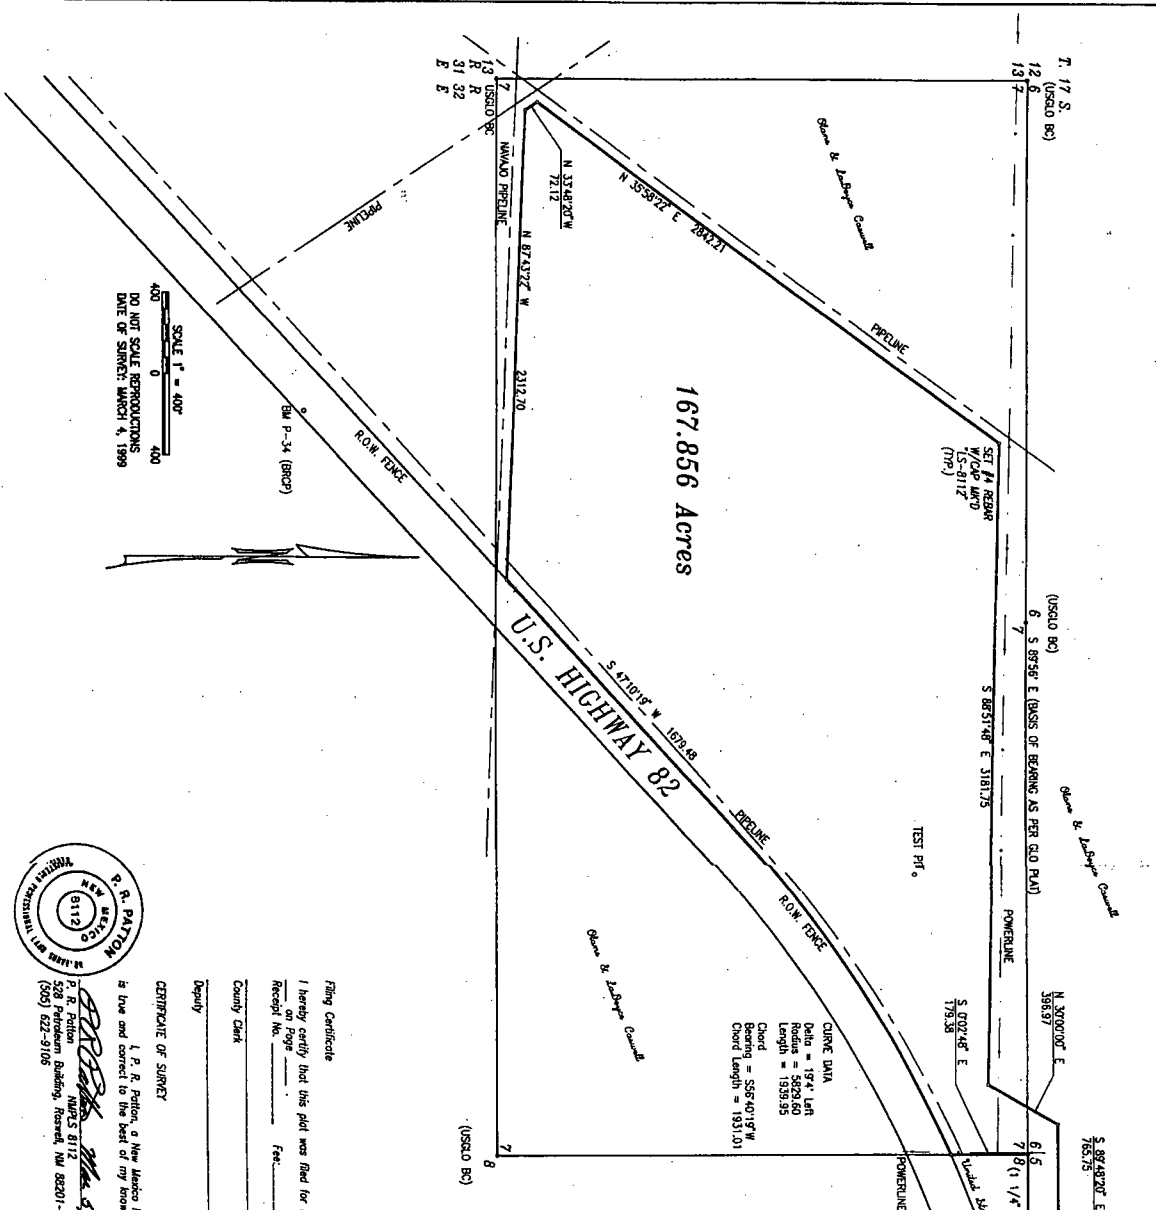 T. 17 S.
(USGLO BC)
12 6
13 7
13 7
USGLO BC
R R
31 32
E E
NAVAJO PIPELINE
N 33°48'20" W
72.12
N 35°58'22" E 2842.21
PIPELINE
PIPELINE
N 87°43'22" W 2312.70
167.856 Acres
SET #4 REBAR
W/CAP MK'D
"LS-8112"
(TYP.)
(USGLO BC)
6
7
S 89°56' E (BASIS OF BEARING AS PER GLO PLAT)
S 88°51'48" E 3181.75
POWERLINE
TEST PIT
S 47°10'19" W 1679.48
U.S. HIGHWAY 82
PIPELINE
R.O.W. FENCE
R.O.W. FENCE
BM P-34 (BRCP)
SCALE 1" = 400'
400 0 400
DO NOT SCALE REPRODUCTIONS
DATE OF SURVEY: MARCH 4, 1999
N 30°00'00" E
396.97
S 0°02'48" E
179.38
S 89°48'20" E
765.75
6 5
7 8
(1 1/4"
POWERLINE
United
CURVE DATA
Delta = 19°4' Left
Radius = 5829.60
Length = 1939.95
Chord
Bearing = S56°40'19"W
Chord Length = 1931.01
7
8
(USGLO BC)
Filing Certificate
I hereby certify that this plat was filed for
on Page
Receipt No. Fee:
County Clerk
Deputy
CERTIFICATE OF SURVEY
I, P. R. Patton, a New Mexico
is true and correct to the best of my know
P. R. Patton NMPLS 8112
528 Petroleum Building, Roswell, NM 88201-
(505) 622-9106
P. R. PATTON
NEW MEXICO
8112